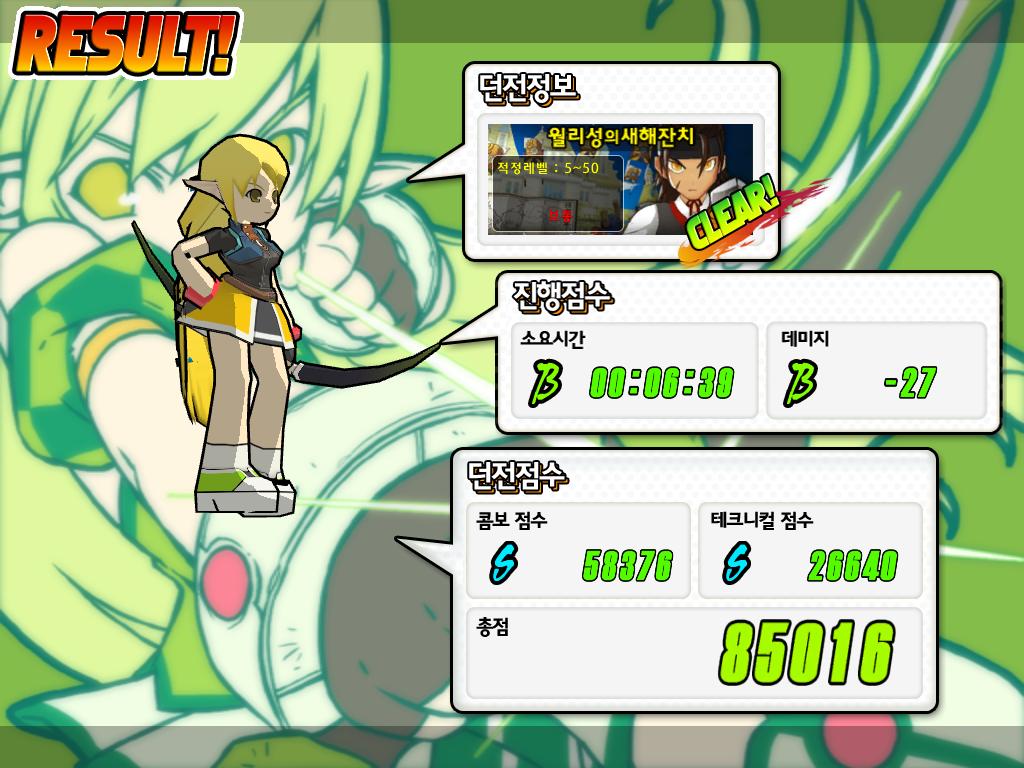 RESULT!
던전정보
월리성의새해잔치
적정레벨 : 5~50
보통
CLEAR!
진행점수
소요시간
B 00:06:39
데미지
B -27
던전점수
콤보 점수
S 58376
테크니컬 점수
S 26640
총점
85016